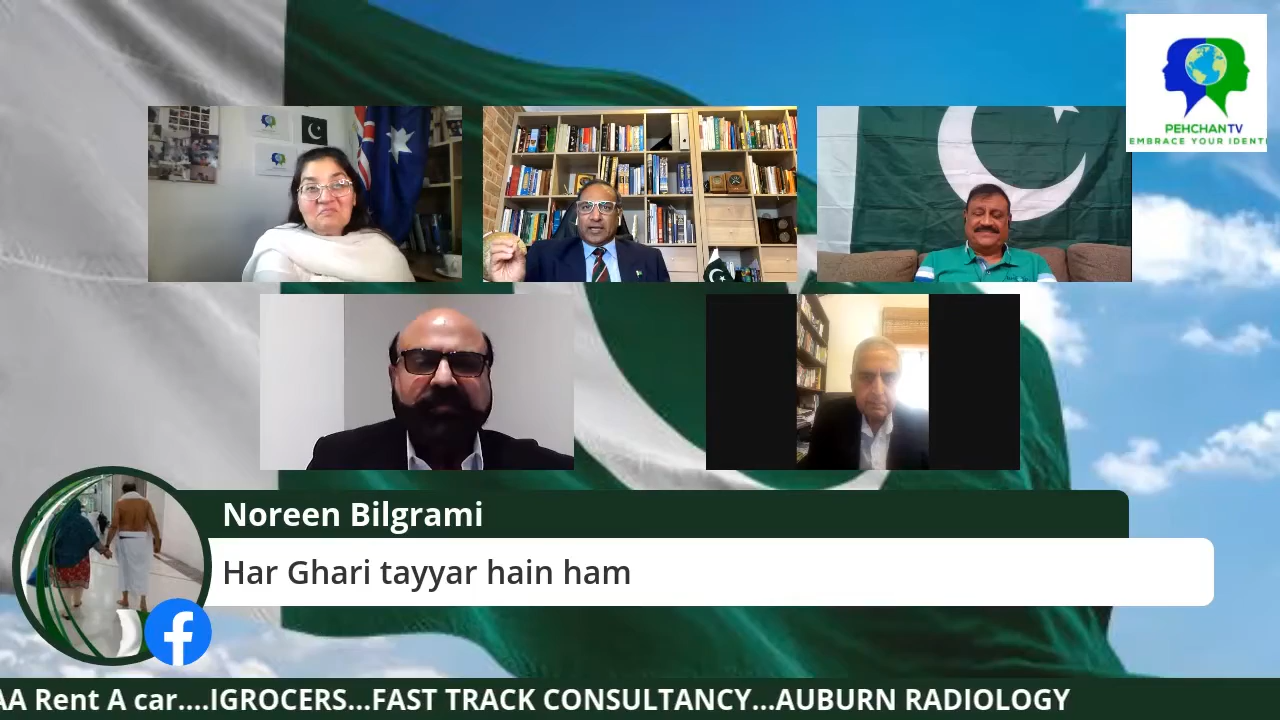 PEHCHANTV
EMBRACE YOUR IDENTI
Noreen Bilgrami
Har Ghari tayyar hain ham
AA Rent A car....IGROCERS...FAST TRACK CONSULTANCY...AUBURN RADIOLOGY